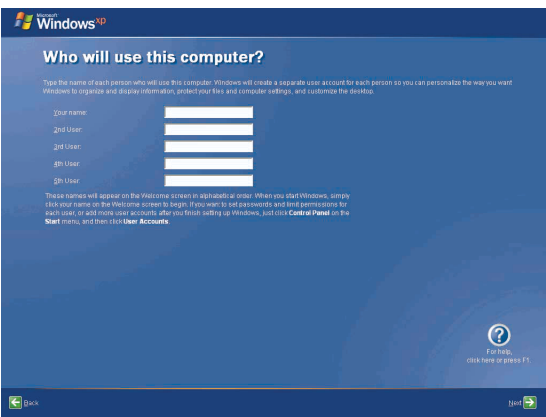 Microsoft
Windows xp
Who will use this computer?
Type the name of each person who will use this computer. Windows will create a separate user account for each person so you can personalize the way you want
Windows to organize and display information, protect your files and computer settings, and customize the desktop.
Your name:
2nd User:
3rd User:
4th User:
5th User:
These names will appear on the Welcome screen in alphabetical order. When you start Windows, simply
click your name on the Welcome screen to begin. If you want to set passwords and limit permissions for
each user, or add more user accounts after you finish setting up Windows, just click Control Panel on the
Start menu, and then click User Accounts.
?
For help,
click here or press F1.
Back
Next